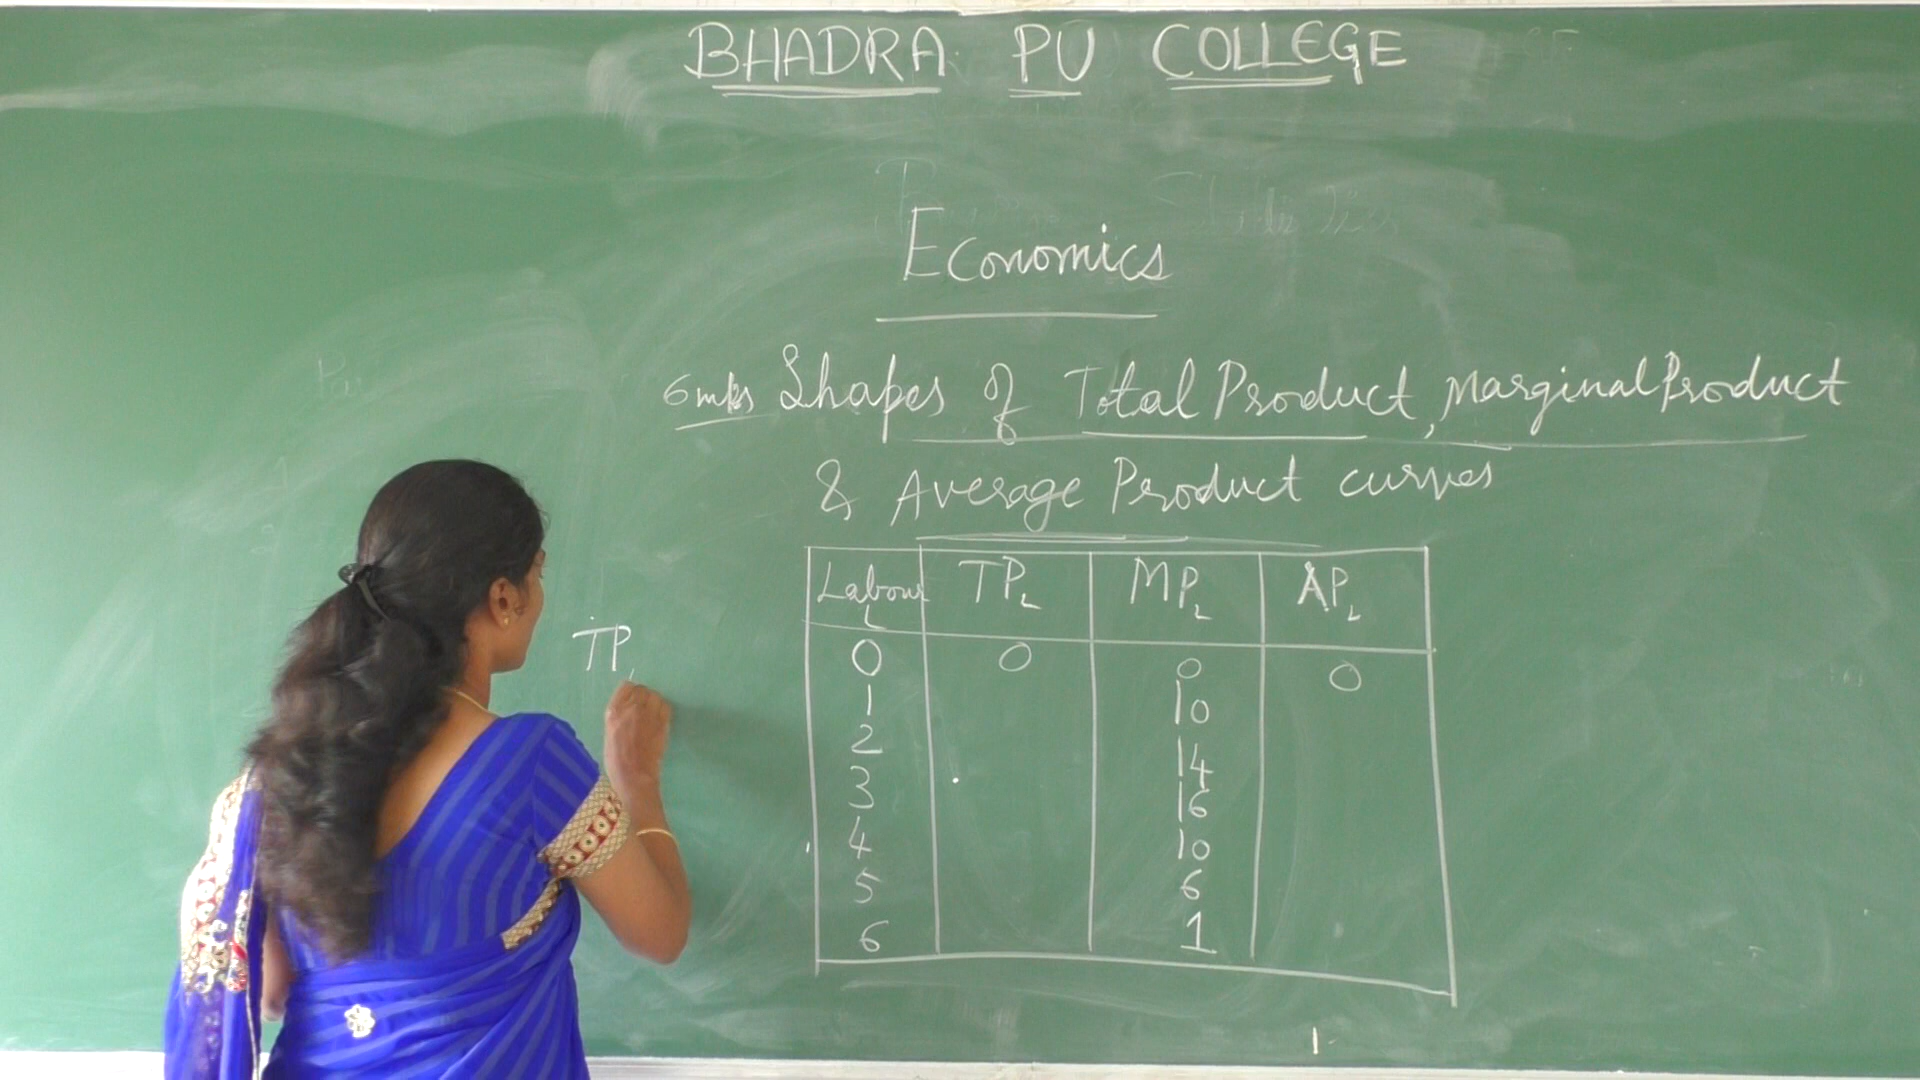 BHADRA PU COLLEGE
Economics
6mks Shapes of Total Product, Marginal Product
& Average Product curves
Labour L TPL MPL APL
0 0 0 0
1 10
2 14
3 16
4 10
5 6
6 1
TP